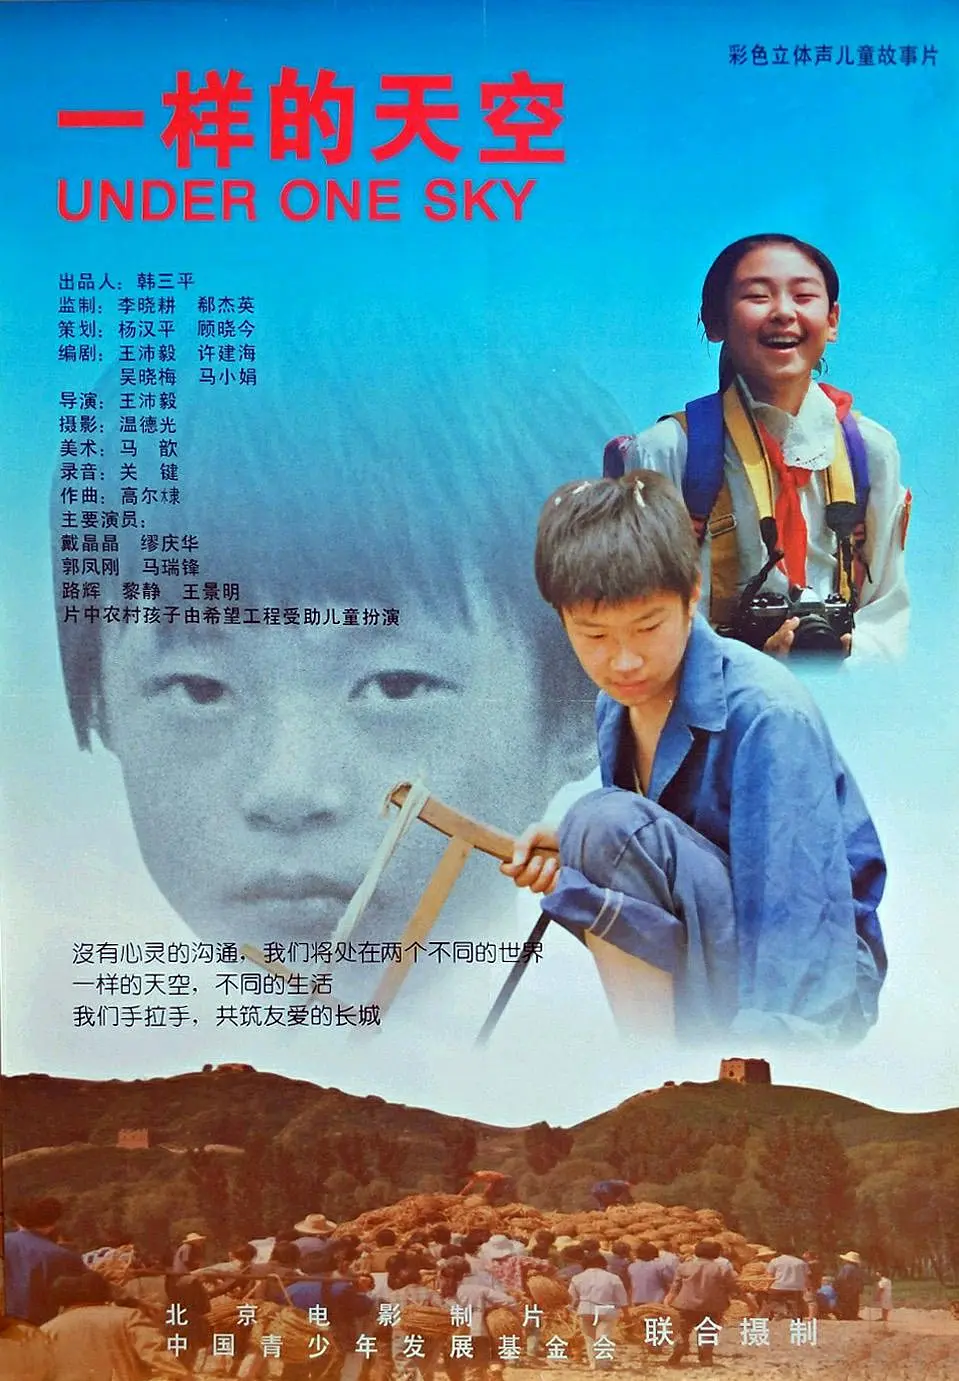 彩色立体声儿童故事片
一样的天空
UNDER ONE SKY
出品人：韩三平
监制：李晓耕 郗杰英
策划：杨汉平 顾晓今
编剧：王沛毅 许建海
吴晓梅 马小娟
导演：王沛毅
摄影：温德光
美术：马 歆
录音：关 键
作曲：高尔棣
主要演员：
戴晶晶 缪庆华
郭凤刚 马瑞锋
路辉 黎静 王景明
片中农村孩子由希望工程受助儿童扮演
沒有心灵的沟通，我们将处在两个不同的世界
一样的天空，不同的生活
我们手拉手，共筑友爱的长城
北京电影制片厂
中国青少年发展基金会 联合摄制